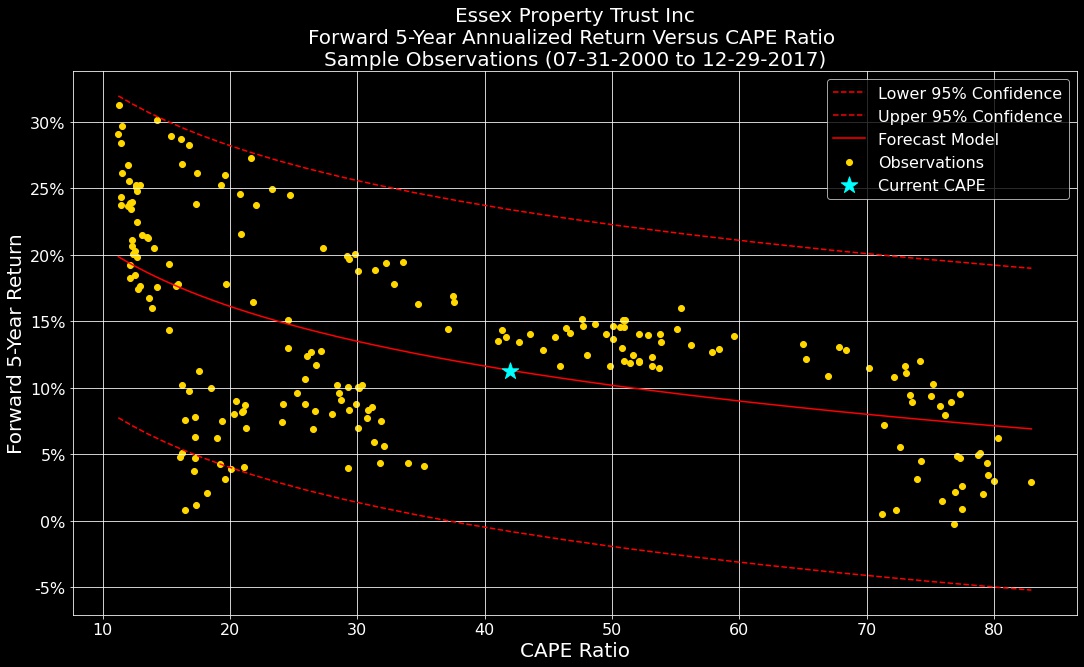 Essex Property Trust Inc
Forward 5-Year Annualized Return Versus CAPE Ratio
Sample Observations (07-31-2000 to 12-29-2017)
Lower 95% Confidence
Upper 95% Confidence
Forecast Model
Observations
Current CAPE
Forward 5-Year Return
30%
25%
20%
15%
10%
5%
0%
-5%
10 20 30 40 50 60 70 80
CAPE Ratio